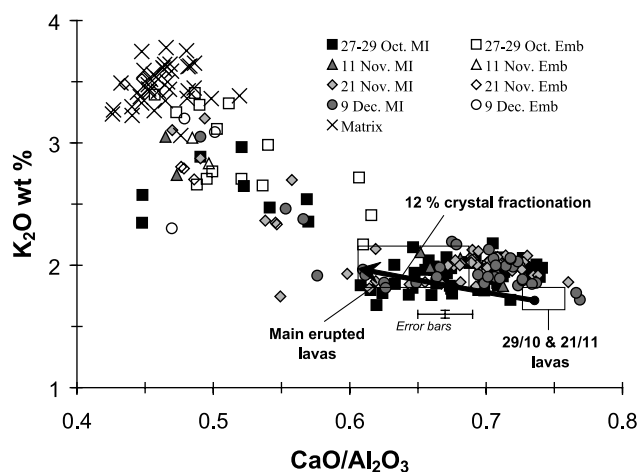 4
27-29 Oct. MI
27-29 Oct. Emb
11 Nov. MI
11 Nov. Emb
21 Nov. MI
21 Nov. Emb
9 Dec. MI
9 Dec. Emb
Matrix
3
K2O wt %
12 % crystal fractionation
2
Main erupted
lavas
Error bars
29/10 & 21/11
lavas
1
0.4
0.5
0.6
0.7
0.8
CaO/Al2O3